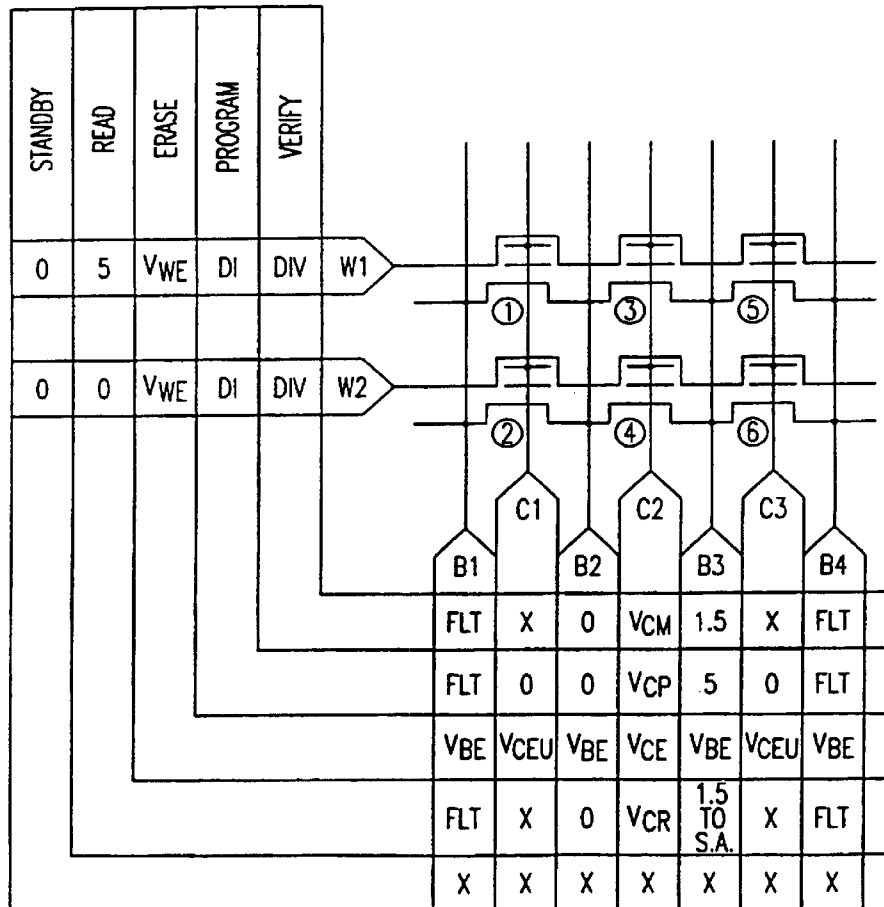 STANDBY READ ERASE PROGRAM VERIFY
0 5 VWE DI DIV W1
① ③ ⑤
0 0 VWE DI DIV W2
② ④ ⑥
C1 C2 C3
B1 B2 B3 B4
FLT X 0 VCM 1.5 X FLT
FLT 0 0 VCP 5 0 FLT
VBE VCEU VBE VCE VBE VCEU VBE
FLT X 0 VCR 1.5 TO S.A. X FLT
X X X X X X X